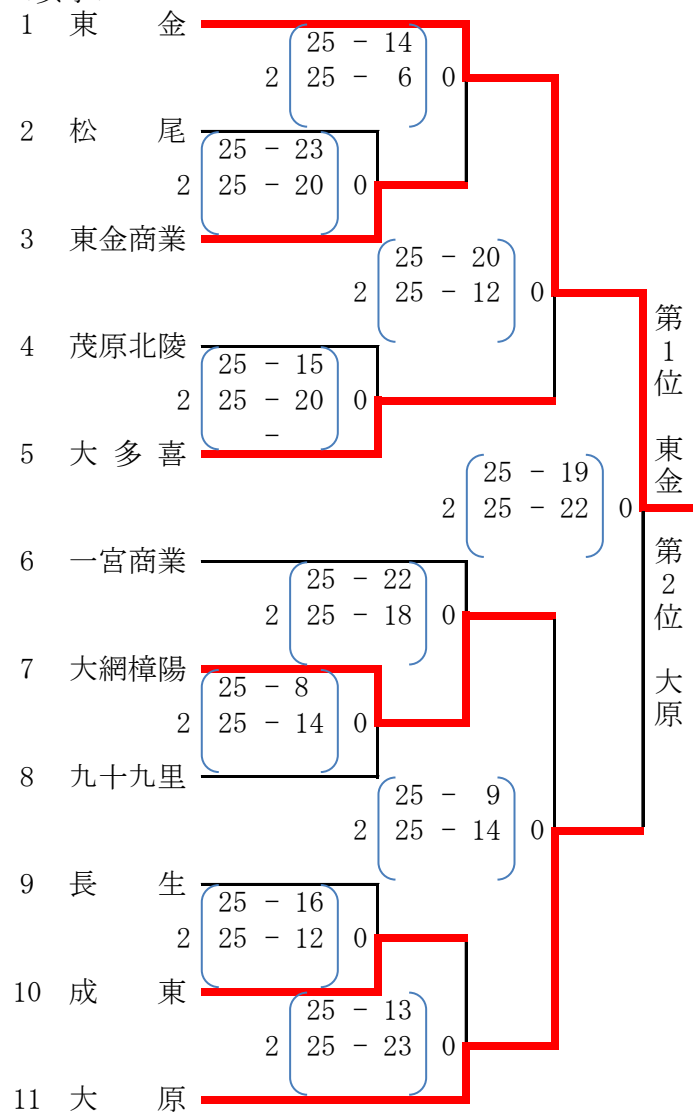 1 東 金
25 - 14
2 25 - 6 0
2 松 尾
25 - 23
2 25 - 20 0
3 東金商業
25 - 20
2 25 - 12 0
4 茂原北陵
25 - 15
2 25 - 20 0
-
5 大多喜
25 - 19
2 25 - 22 0
6 一宮商業
25 - 22
2 25 - 18 0
7 大網樟陽
25 - 8
2 25 - 14 0
8 九十九里
25 - 9
2 25 - 14 0
9 長 生
25 - 16
2 25 - 12 0
10 成 東
25 - 13
2 25 - 23 0
11 大 原
第1位 東金 第2位 大原